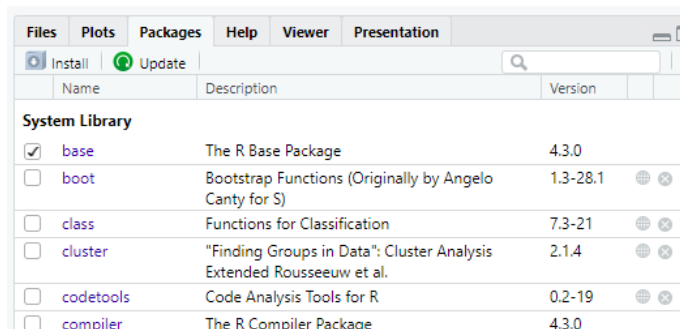 Files Plots Packages Help Viewer Presentation
Install Update
Name Description Version
System Library
base The R Base Package 4.3.0
boot Bootstrap Functions (Originally by Angelo 1.3-28.1
Canty for S)
class Functions for Classification 7.3-21
cluster "Finding Groups in Data": Cluster Analysis 2.1.4
Extended Rousseeuw et al.
codetools Code Analysis Tools for R 0.2-19
compiler The R Compiler Package 4.3.0